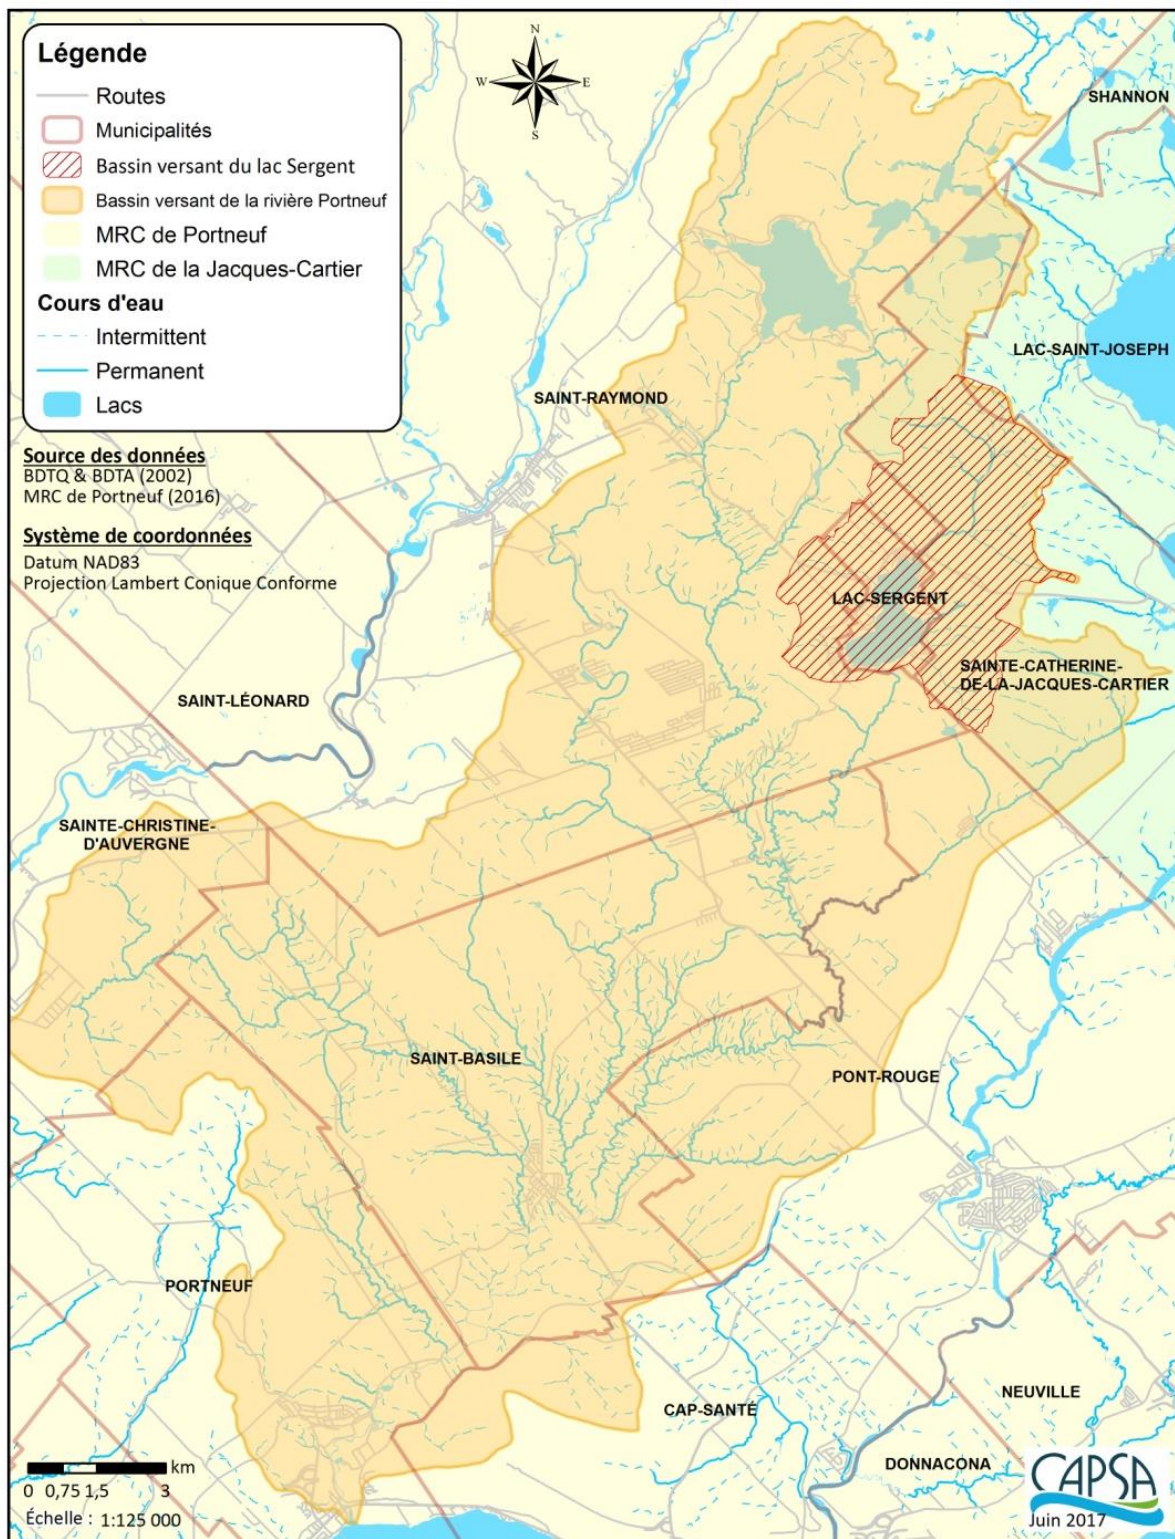 Légende
Routes
Municipalités
Bassin versant du lac Sergent
Bassin versant de la rivière Portneuf
MRC de Portneuf
MRC de la Jacques-Cartier
Cours d'eau
Intermittent
Permanent
Lacs
Source des données
BDTQ & BDTA (2002)
MRC de Portneuf (2016)
Système de coordonnées
Datum NAD83
Projection Lambert Conique Conforme
N
W
E
S
SHANNON
LAC-SAINT-JOSEPH
SAINT-RAYMOND
LAC-SERGENT
SAINTE-CATHERINE-
DE-LA-JACQUES-CARTIER
SAINT-LÉONARD
SAINTE-CHRISTINE-
D'AUVERGNE
SAINT-BASILE
PONT-ROUGE
PORTNEUF
CAP-SANTÉ
NEUVILLE
DONNACONA
km
0 0,75 1,5 3
Échelle : 1:125 000
CAPSA
Juin 2017